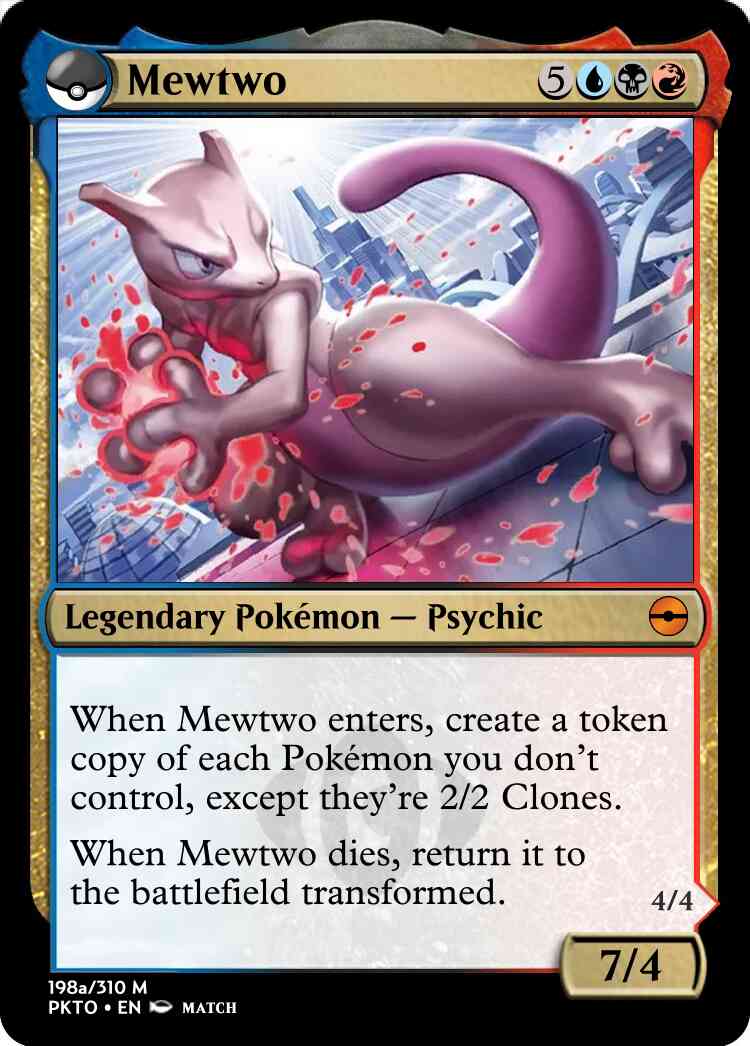 Mewtwo 5
Legendary Pokémon — Psychic
When Mewtwo enters, create a token
copy of each Pokémon you don't
control, except they're 2/2 Clones.
When Mewtwo dies, return it to
the battlefield transformed.
4/4
7/4
198a/310 M
PKTO • EN MATCH